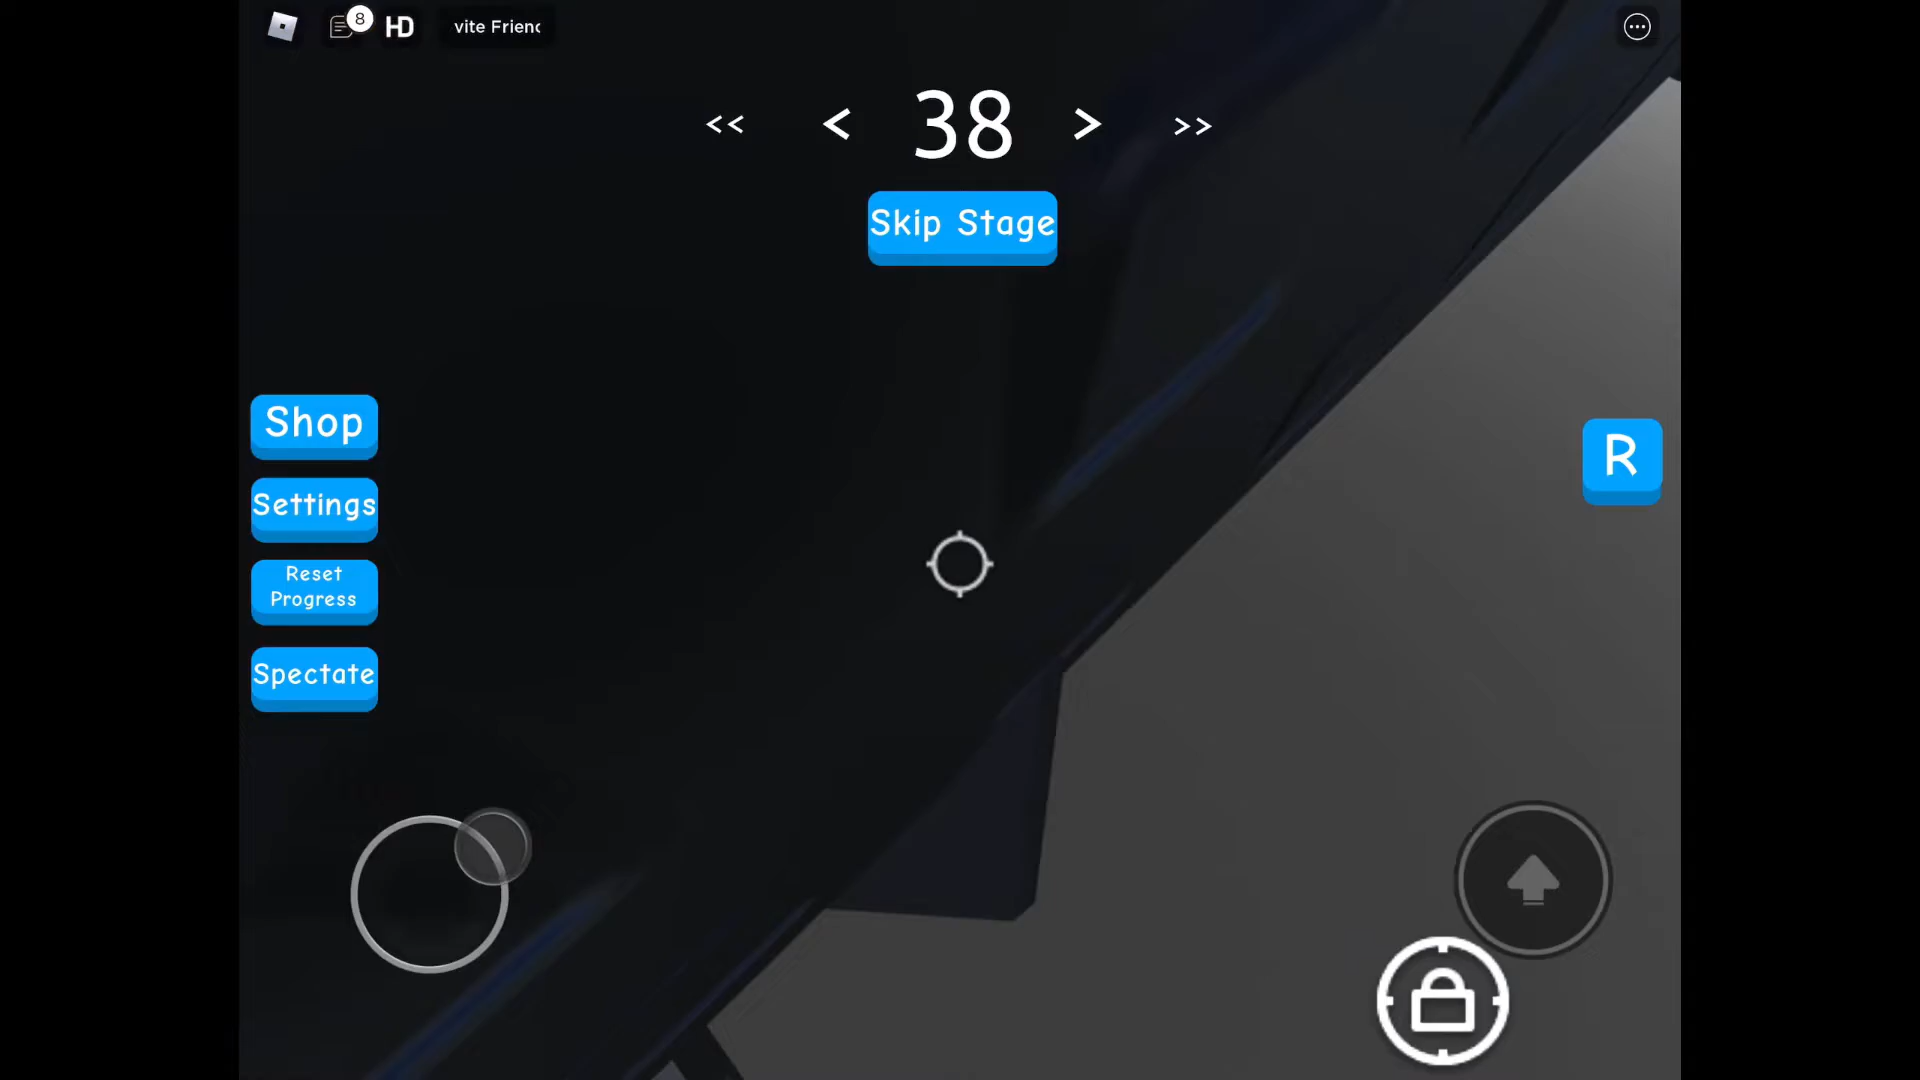 8
HD
vite Frienc
<< < 38 > >>
Skip Stage
Shop
Settings
Reset
Progress
Spectate
R